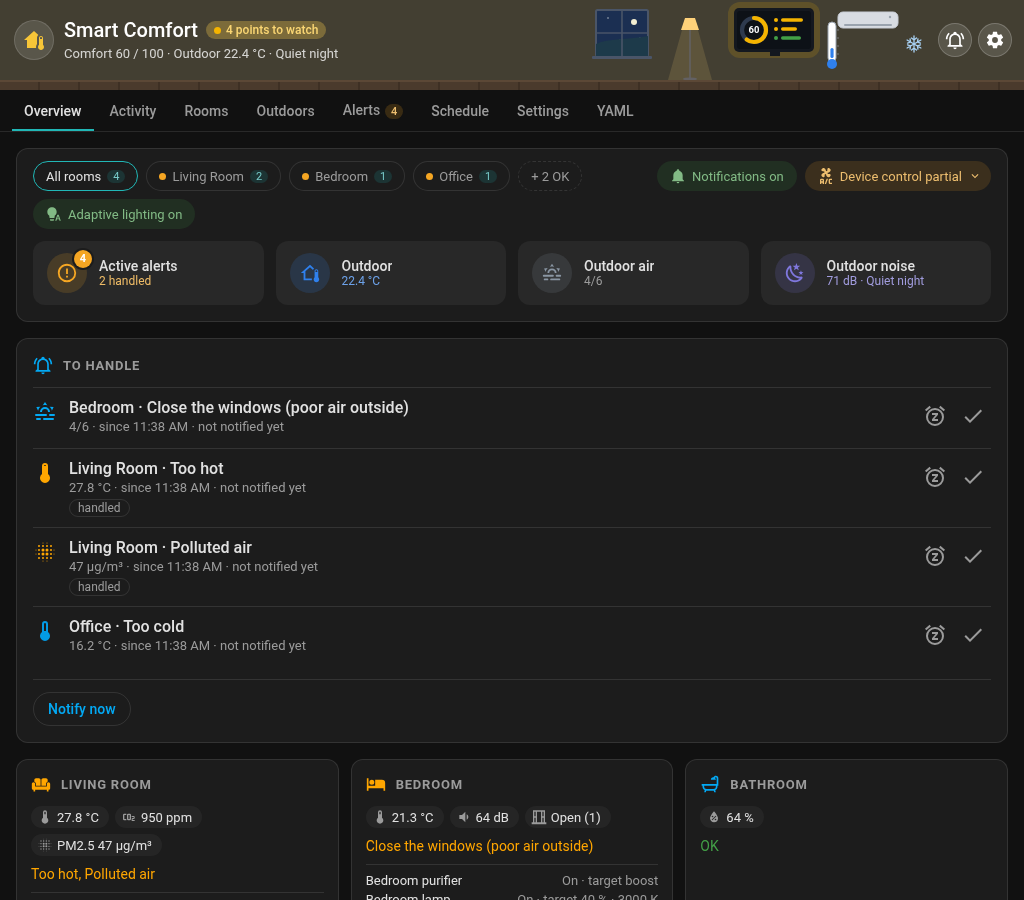 Smart Comfort
4 points to watch
Comfort 60 / 100 · Outdoor 22.4 °C · Quiet night
60
Overview
Activity
Rooms
Outdoors
Alerts 4
Schedule
Settings
YAML
All rooms 4
Living Room 2
Bedroom 1
Office 1
+ 2 OK
Notifications on
A/C
Device control partial
A
Adaptive lighting on
4
Active alerts
2 handled
Outdoor
22.4 °C
Outdoor air
4/6
Outdoor noise
71 dB · Quiet night
TO HANDLE
Bedroom · Close the windows (poor air outside)
4/6 · since 11:38 AM · not notified yet
Living Room · Too hot
27.8 °C · since 11:38 AM · not notified yet
handled
Living Room · Polluted air
47 µg/m³ · since 11:38 AM · not notified yet
handled
Office · Too cold
16.2 °C · since 11:38 AM · not notified yet
Notify now
LIVING ROOM
27.8 °C
CO₂ 950 ppm
PM2.5 47 µg/m³
Too hot, Polluted air
BEDROOM
21.3 °C
64 dB
Open (1)
Close the windows (poor air outside)
Bedroom purifier
On · target boost
Bedroom lamp
On · target 40 % · 3000 K
BATHROOM
64 %
OK